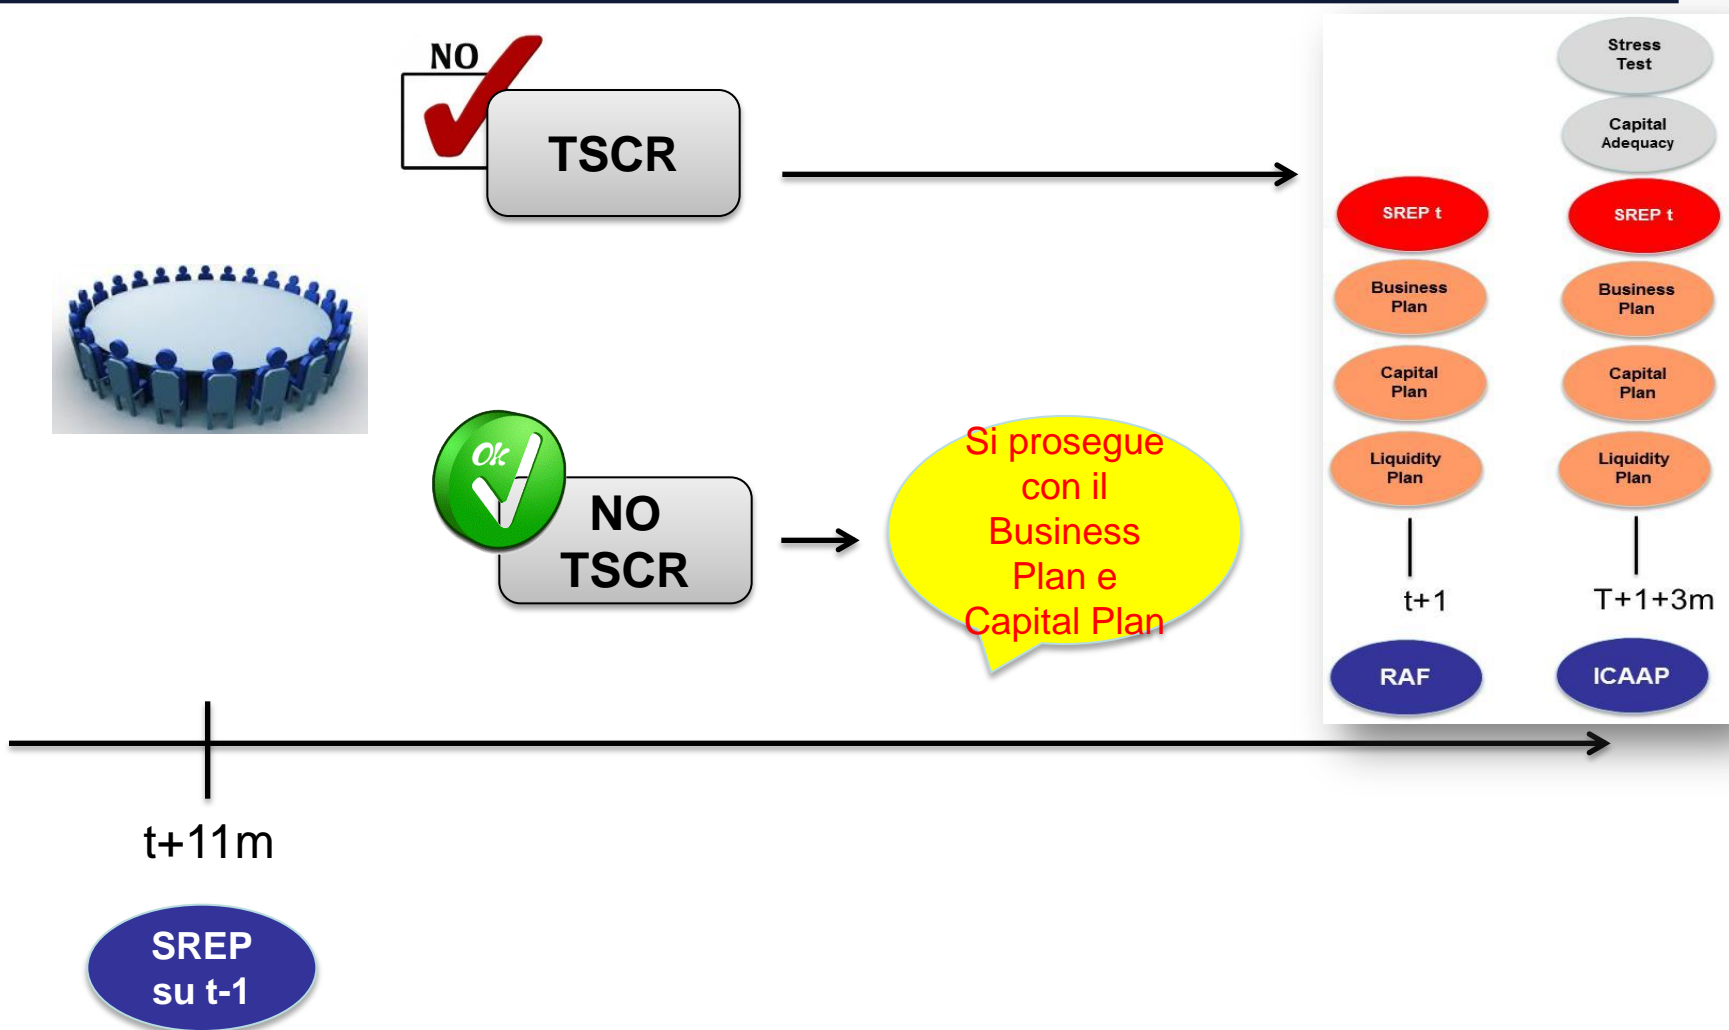 NO
TSCR
Ok
NO
TSCR
Si prosegue
con il
Business
Plan e
Capital Plan
Stress
Test
Capital
Adequacy
SREP t
SREP t
Business
Plan
Business
Plan
Capital
Plan
Capital
Plan
Liquidity
Plan
Liquidity
Plan
t+1
T+1+3m
RAF
ICAAP
t+11m
SREP
su t-1